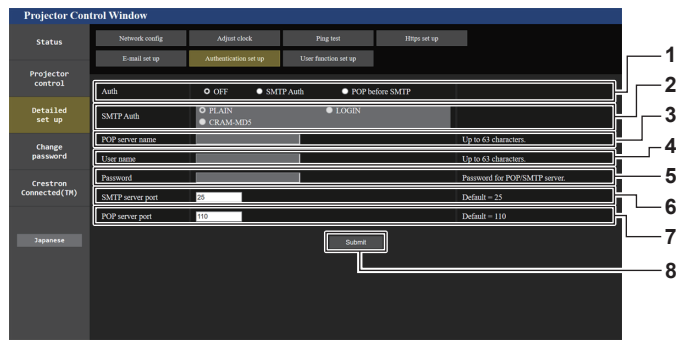 Projector Control Window
Status
Network config
Adjust clock
Ping test
Https set up
E-mail set up
Authentication set up
User function set up
Projector
control
Detailed
set up
Change
password
Crestron
Connected(TM)
Japanese
Auth
OFF
SMTP Auth
POP before SMTP
1
SMTP Auth
PLAIN
LOGIN
CRAM-MD5
2
POP server name
Up to 63 characters.
3
User name
Up to 63 characters.
4
Password
Password for POP/SMTP server.
5
SMTP server port
25
Default = 25
6
POP server port
110
Default = 110
7
Submit
8